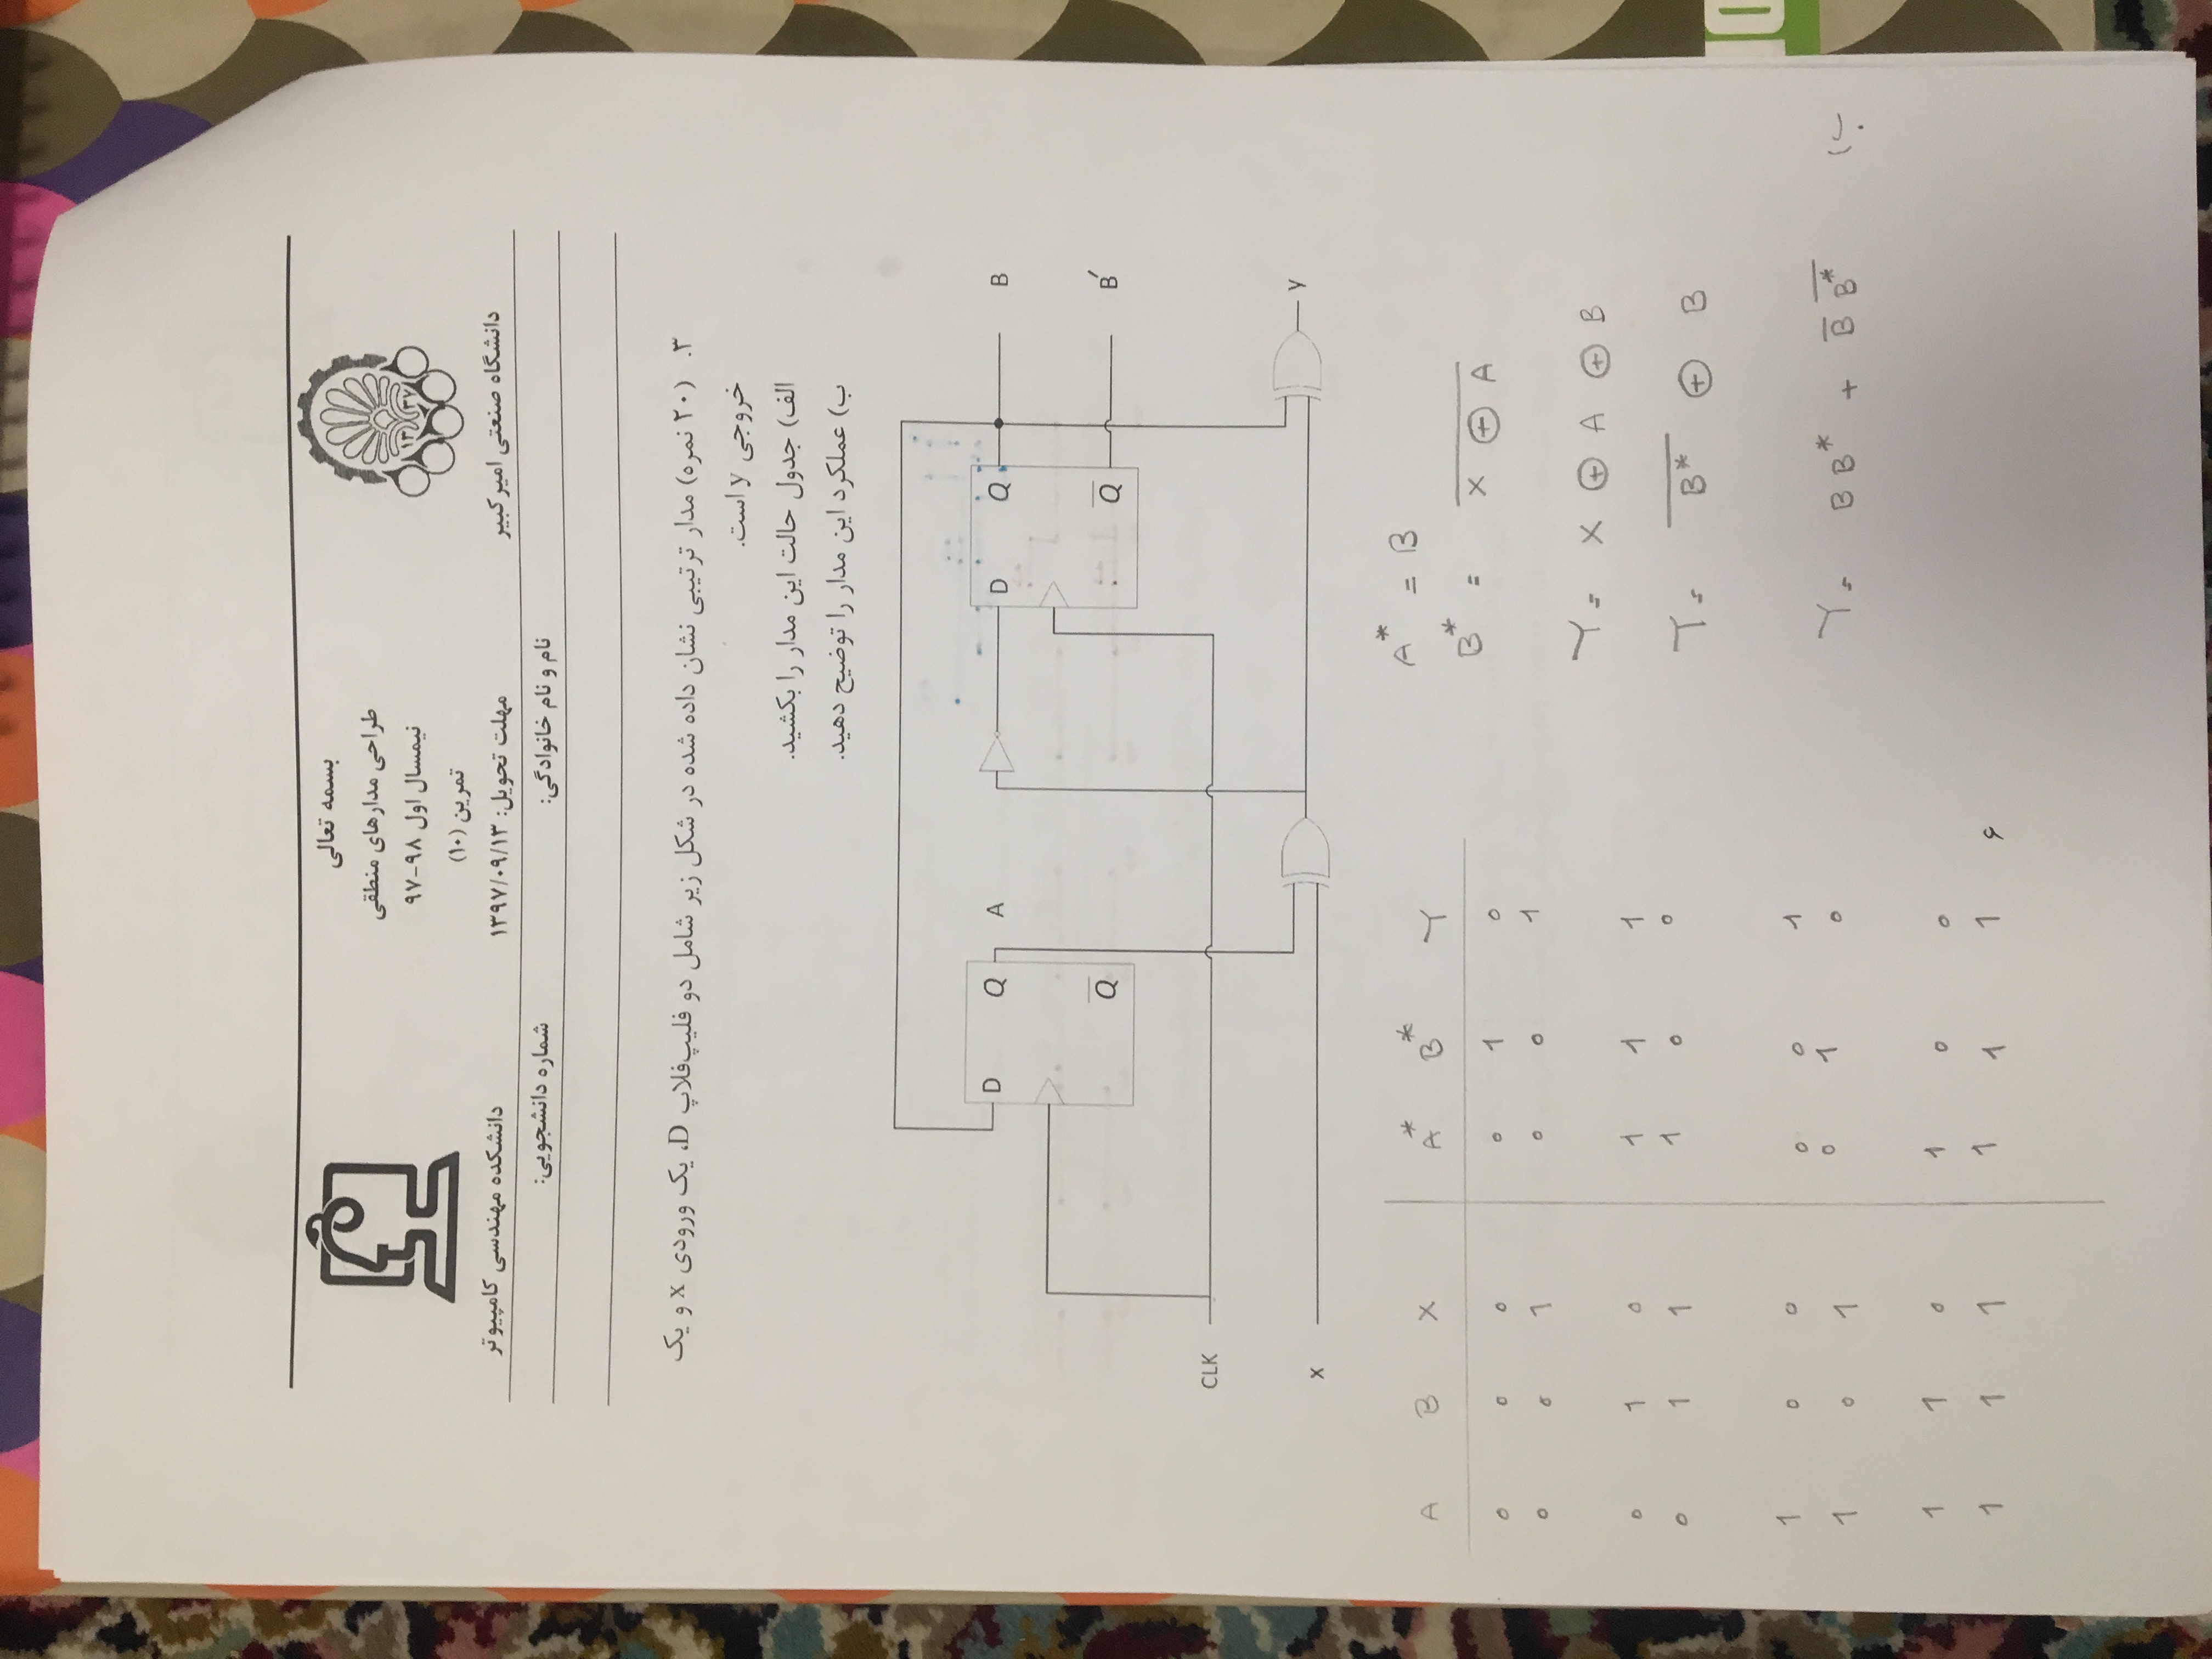 بسمه تعالی
طراحی مدارهای منطقی
نیمسال اول ۹۸-۹۷
تمرین (۱۰)
۱۳ ۳۷
دانشگاه صنعتی امیرکبیر
مهلت تحویل: ۱۳۹۷/۰۹/۱۳
دانشکده مهندسی کامپیوتر
نام و نام خانوادگی: شماره دانشجویی:
۳. (۲۰ نمره) مدار ترتیبی نشان داده شده در شکل زیر شامل دو فلیپ‌فلاپ D، یک ورودی x و یک
خروجی y است.
الف) جدول حالت این مدار را بکشید.
ب) عملکرد این مدار را توضیح دهید.
D Q A D Q B
Q̅ Q̅ B′
CLK
x y
A B X A* B* Y
0 0 0 0 1 0
0 0 1 0 0 1
0 1 0 1 1 1
0 1 1 1 0 0
1 0 0 0 0 1
1 0 1 0 1 0
1 1 0 1 0 0
1 1 1 1 1 1
A* = B
B* = \overline{X ⊕ A}
Y = X ⊕ A ⊕ B
Y = \overline{B*} ⊕ B
ب) Y = B B* + \overline{B} \overline{B*}
۶